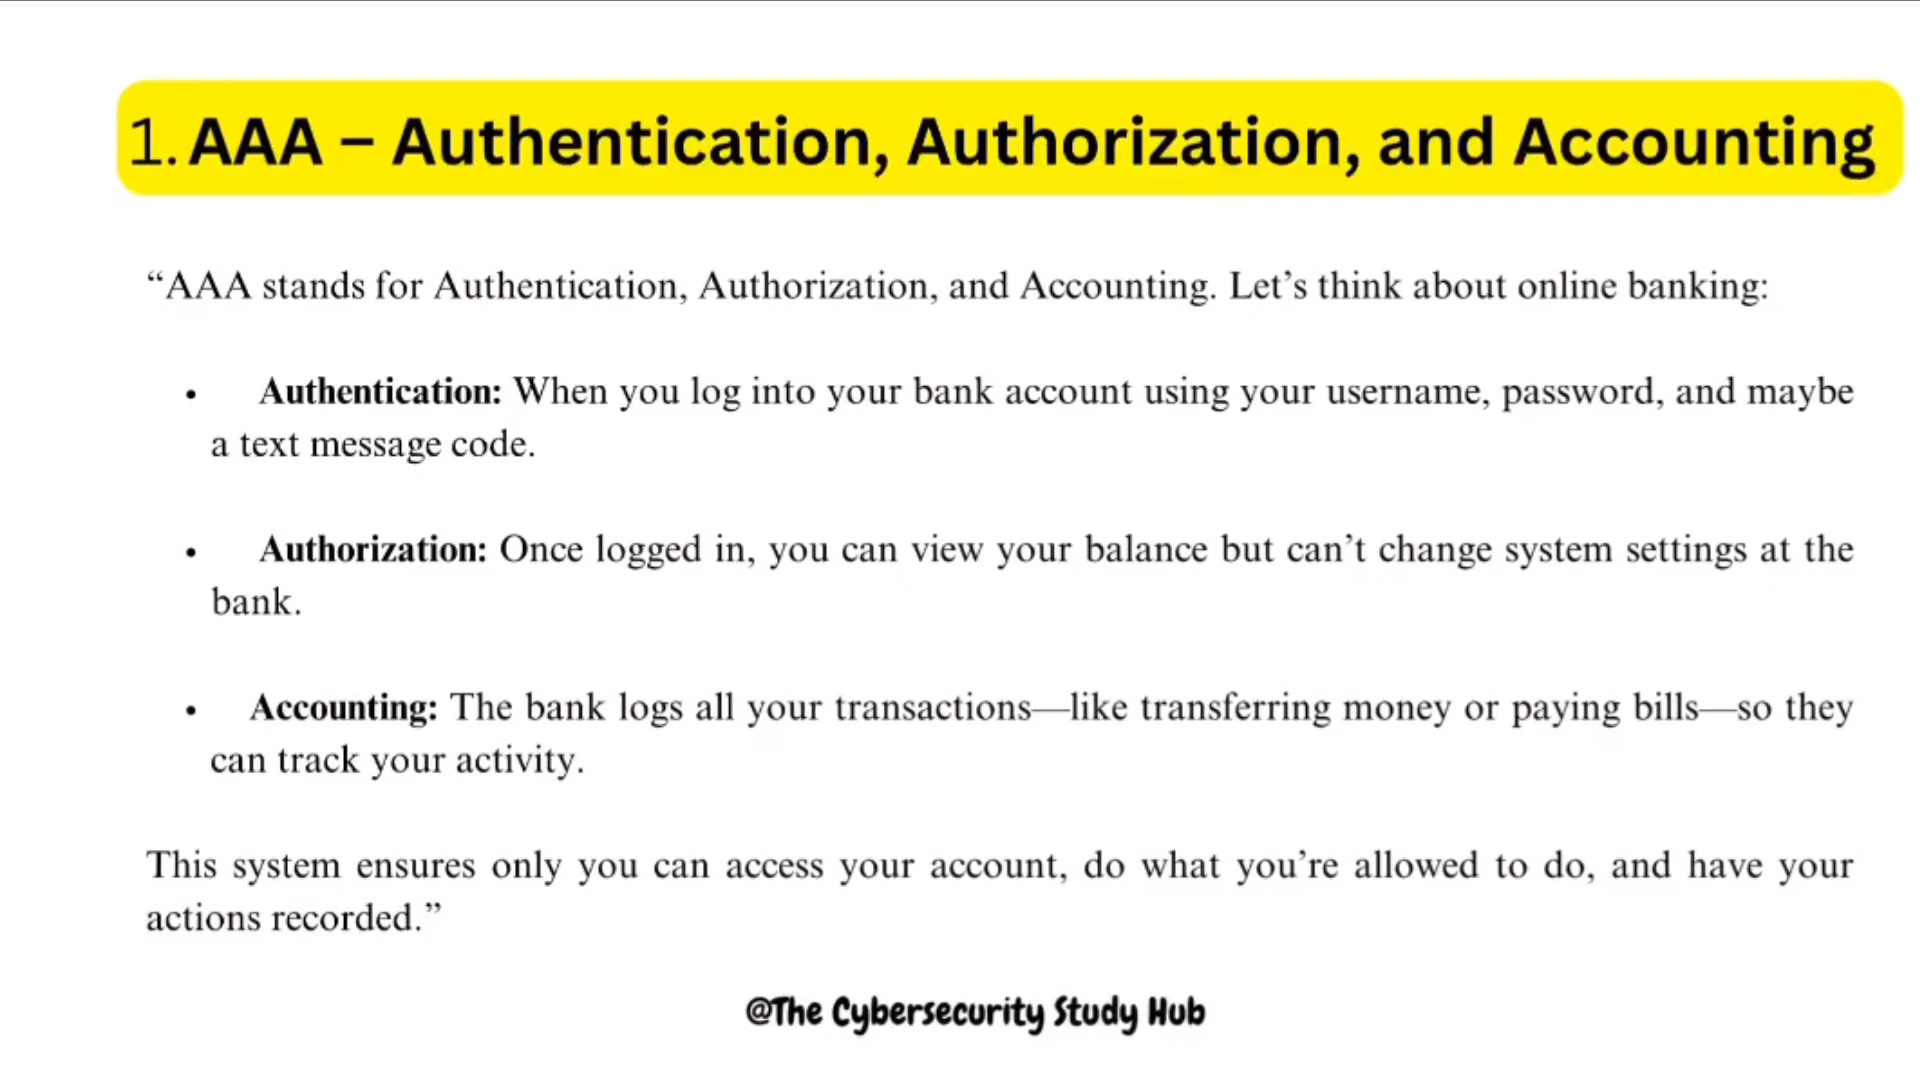 1. AAA – Authentication, Authorization, and Accounting
“AAA stands for Authentication, Authorization, and Accounting. Let’s think about online banking:
• Authentication: When you log into your bank account using your username, password, and maybe
a text message code.
• Authorization: Once logged in, you can view your balance but can’t change system settings at the
bank.
• Accounting: The bank logs all your transactions—like transferring money or paying bills—so they
can track your activity.
This system ensures only you can access your account, do what you’re allowed to do, and have your
actions recorded.”
@The Cybersecurity Study Hub